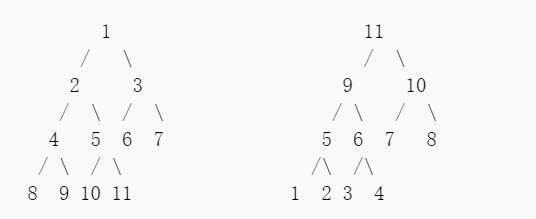 1 11
/ \ / \
2 3 9 10
/ \ / \ / \ / \
4 5 6 7 5 6 7 8
/ \ / \ /\ /\
8 9 10 11 1 2 3 4